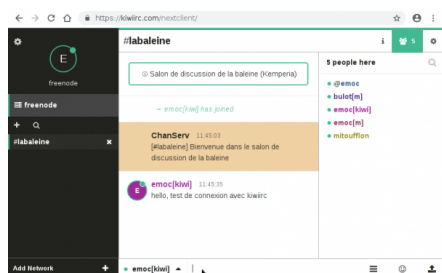 https://kiwiirc.com/nextclient/
E
freenode
freenode
#labaleine
Add Network
#labaleine
5
Salon de discussion de la baleine (Kemperia)
→ emoc[kiwi] has joined
ChanServ 11:45:03
[#labaleine] Bienvenue dans le salon de
discussion de la baleine
E
emoc[kiwi] 11:45:35
hello, test de connexion avec kiwiirc
emoc[kiwi]
5 people here
@emoc
bulot[m]
emoc[kiwi]
emoc[m]
mitoufflon